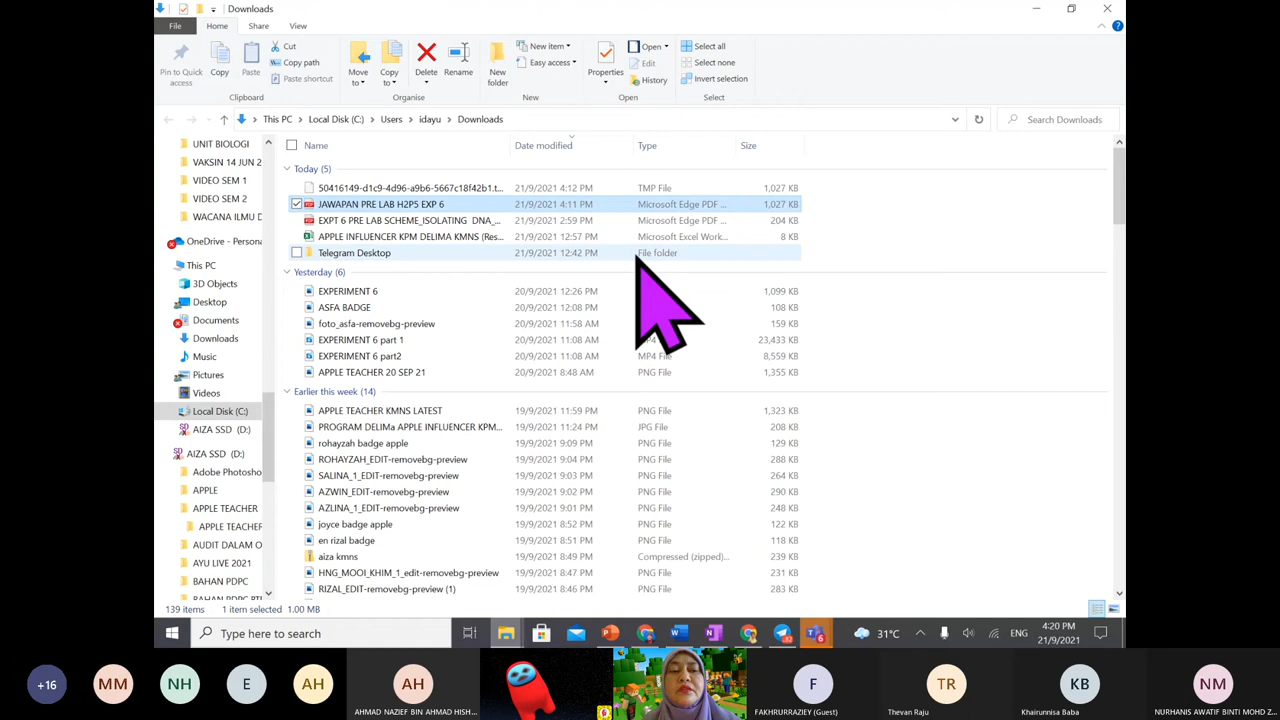 Downloads
File Home Share View
Pin to Quick access
Copy
Paste
Cut
Copy path
Paste shortcut
Clipboard
Move to
Copy to
Delete
Rename
Organise
New folder
New item
Easy access
New
Properties
Open
Edit
History
Open
Select all
Select none
Invert selection
Select
This PC > Local Disk (C:) > Users > idayu > Downloads
Search Downloads
UNIT BIOLOGI
VAKSIN 14 JUN 2
VIDEO SEM 1
VIDEO SEM 2
WACANA ILMU D
OneDrive - Persona
This PC
3D Objects
Desktop
Documents
Downloads
Music
Pictures
Videos
Local Disk (C:)
AIZA SSD (D:)
AIZA SSD (D:)
Adobe Photosho
APPLE
APPLE TEACHER
APPLE TEACHER
AUDIT DALAM O
AYU LIVE 2021
BAHAN PDPC
BAHAN PDPC PT
Name Date modified Type Size
Today (5)
50416149-d1c9-4d96-a9b6-5667c18f42b1.t... 21/9/2021 4:12 PM TMP File 1,027 KB
JAWAPAN PRE LAB H2P5 EXP 6 21/9/2021 4:11 PM Microsoft Edge PDF ... 1,027 KB
EXPT 6 PRE LAB SCHEME_ISOLATING DNA_... 21/9/2021 2:59 PM Microsoft Edge PDF ... 204 KB
APPLE INFLUENCER KPM DELIMA KMNS (Res... 21/9/2021 12:57 PM Microsoft Excel Work... 8 KB
Telegram Desktop 21/9/2021 12:42 PM File folder
Yesterday (6)
EXPERIMENT 6 20/9/2021 12:26 PM 1,099 KB
ASFA BADGE 20/9/2021 12:08 PM 108 KB
foto_asfa-removebg-preview 20/9/2021 11:58 AM 159 KB
EXPERIMENT 6 part 1 20/9/2021 11:08 AM MP4 File 23,433 KB
EXPERIMENT 6 part2 20/9/2021 11:08 AM MP4 File 8,559 KB
APPLE TEACHER 20 SEP 21 20/9/2021 8:48 AM PNG File 1,355 KB
Earlier this week (14)
APPLE TEACHER KMNS LATEST 19/9/2021 11:59 PM PNG File 1,323 KB
PROGRAM DELIMa APPLE INFLUENCER KPM... 19/9/2021 11:59 PM JPG File 208 KB
rohayzah badge apple 19/9/2021 9:09 PM PNG File 129 KB
ROHAYZAH_EDIT-removebg-preview 19/9/2021 9:04 PM PNG File 288 KB
SALINA_1_EDIT-removebg-preview 19/9/2021 9:03 PM PNG File 264 KB
AZWIN_EDIT-removebg-preview 19/9/2021 9:02 PM PNG File 290 KB
AZLINA_1_EDIT-removebg-preview 19/9/2021 9:01 PM PNG File 248 KB
joyce badge apple 19/9/2021 8:52 PM PNG File 122 KB
en rizal badge 19/9/2021 8:51 PM PNG File 118 KB
aiza kmns 19/9/2021 8:49 PM Compressed (zipped)... 239 KB
HNG_MOOI_KHIM_1_edit-removebg-preview 19/9/2021 8:47 PM PNG File 231 KB
RIZAL_EDIT-removebg-preview (1) 19/9/2021 8:46 PM PNG File 283 KB
139 items 1 item selected 1.00 MB
Type here to search
31°C
ENG
4:20 PM
21/9/2021
+16
MM
NH
E
AH
AH
F
TR
KB
NM
AHMAD NAZIEF BIN AHMAD HISH...
FAKHRURRAZIEY (Guest)
Thevan Raju
Khairunnisa Baba
NURHANIS AWATIF BINTI MOHD Z...